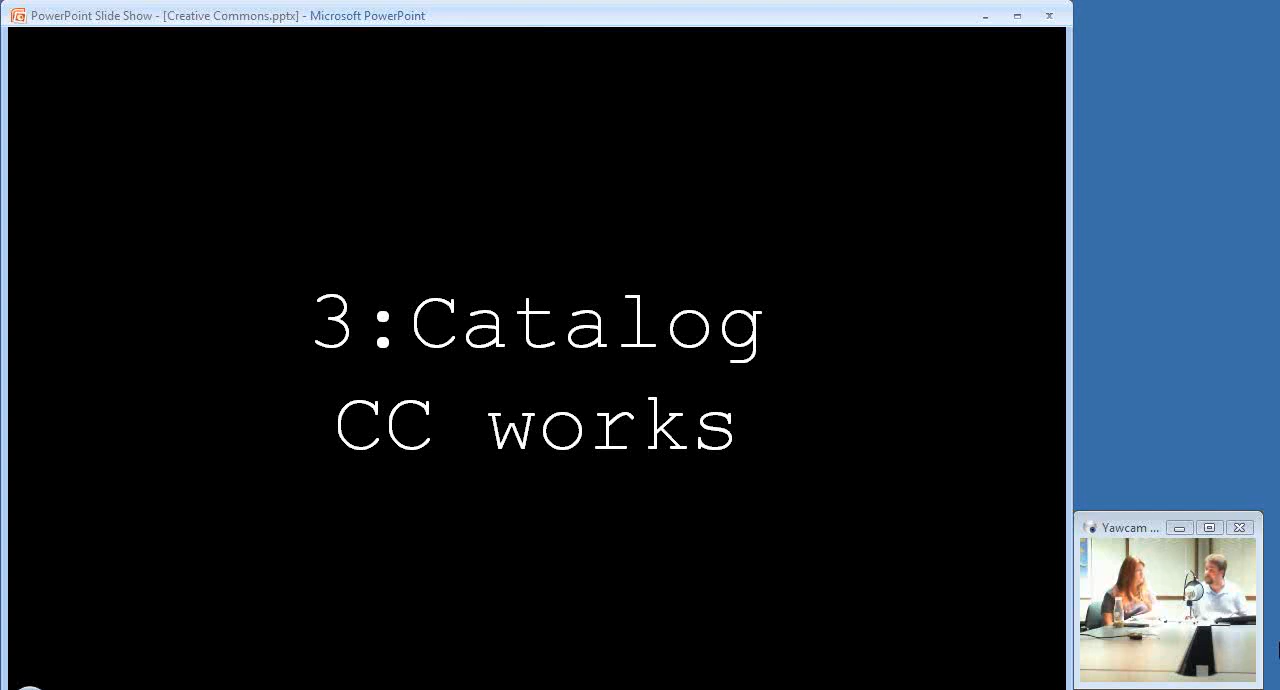 PowerPoint Slide Show - [Creative Commons.pptx] - Microsoft PowerPoint
3:Catalog
CC works
Yawcam ...